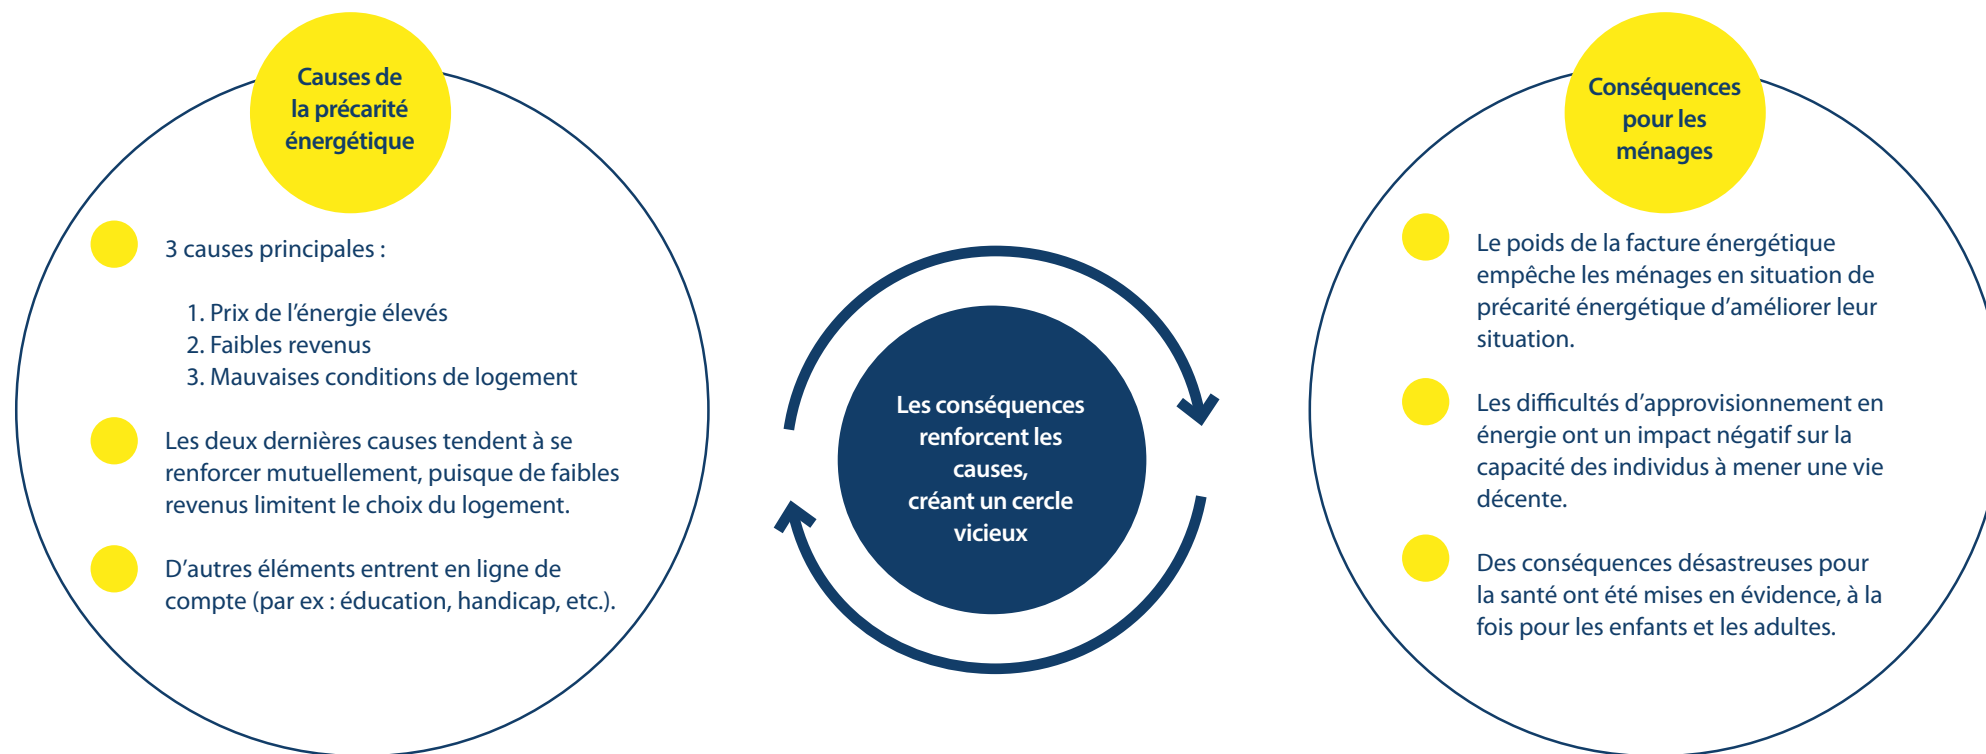 Causes de
la précarité
énergétique
3 causes principales :
1. Prix de l’énergie élevés
2. Faibles revenus
3. Mauvaises conditions de logement
Les deux dernières causes tendent à se
renforcer mutuellement, puisque de faibles
revenus limitent le choix du logement.
D’autres éléments entrent en ligne de
compte (par ex : éducation, handicap, etc.).
Les conséquences
renforcent les
causes,
créant un cercle
vicieux
Conséquences
pour les
ménages
Le poids de la facture énergétique
empêche les ménages en situation de
précarité énergétique d’améliorer leur
situation.
Les difficultés d’approvisionnement en
énergie ont un impact négatif sur la
capacité des individus à mener une vie
décente.
Des conséquences désastreuses pour
la santé ont été mises en évidence, à la
fois pour les enfants et les adultes.